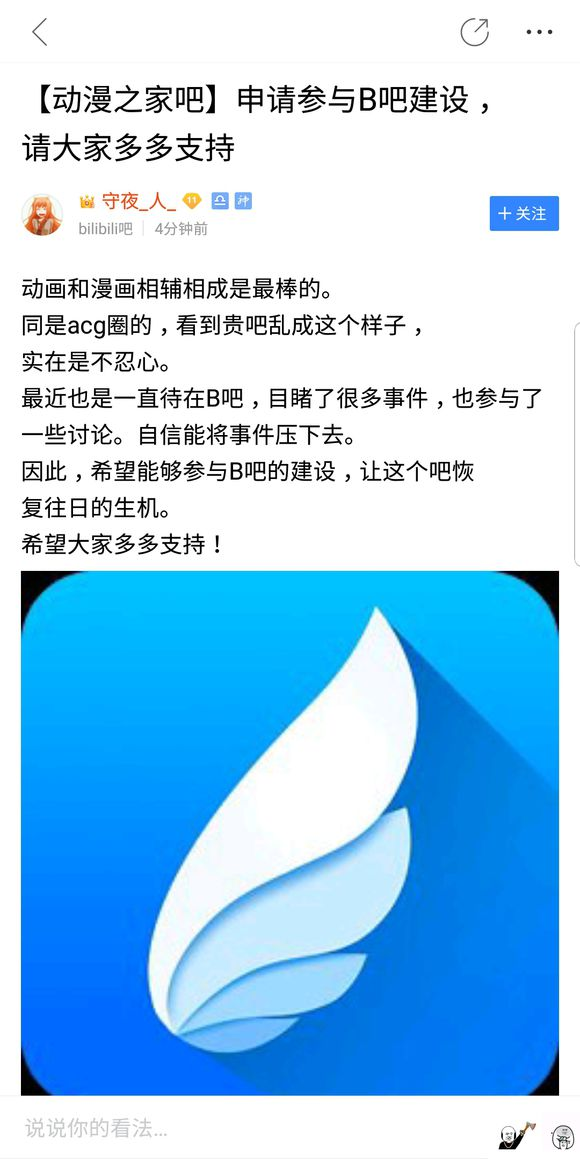 【动漫之家吧】申请参与B吧建设，
请大家多多支持
守夜_人_ 11
+ 关注
bilibili吧 4分钟前
动画和漫画相辅相成是最棒的。
同是acg圈的，看到贵吧乱成这个样子，
实在是不忍心。
最近也是一直待在B吧，目睹了很多事件，也参与了
一些讨论。自信能将事件压下去。
因此，希望能够参与B吧的建设，让这个吧恢
复往日的生机。
希望大家多多支持！
说说你的看法...